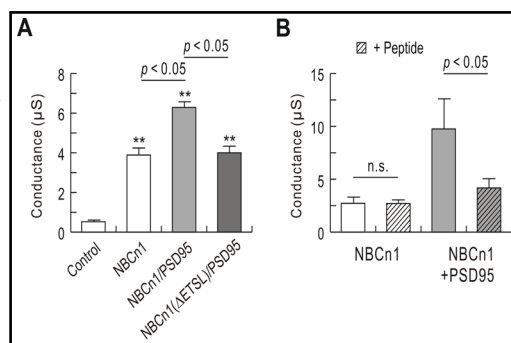 A
p < 0.05
p < 0.05
Conductance (µS)
8
6
4
2
0
**
**
**
Control
NBCn1
NBCn1/PSD95
NBCn1(ΔETSL)/PSD95
B
+ Peptide
p < 0.05
n.s.
Conductance (µS)
15
10
5
0
NBCn1
NBCn1
+PSD95